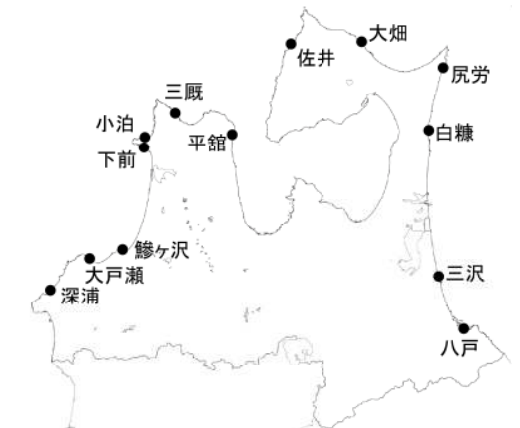 大畑
佐井
尻労
三厩
小泊
平舘
白糠
下前
鰺ヶ沢
大戸瀬
三沢
深浦
八戸